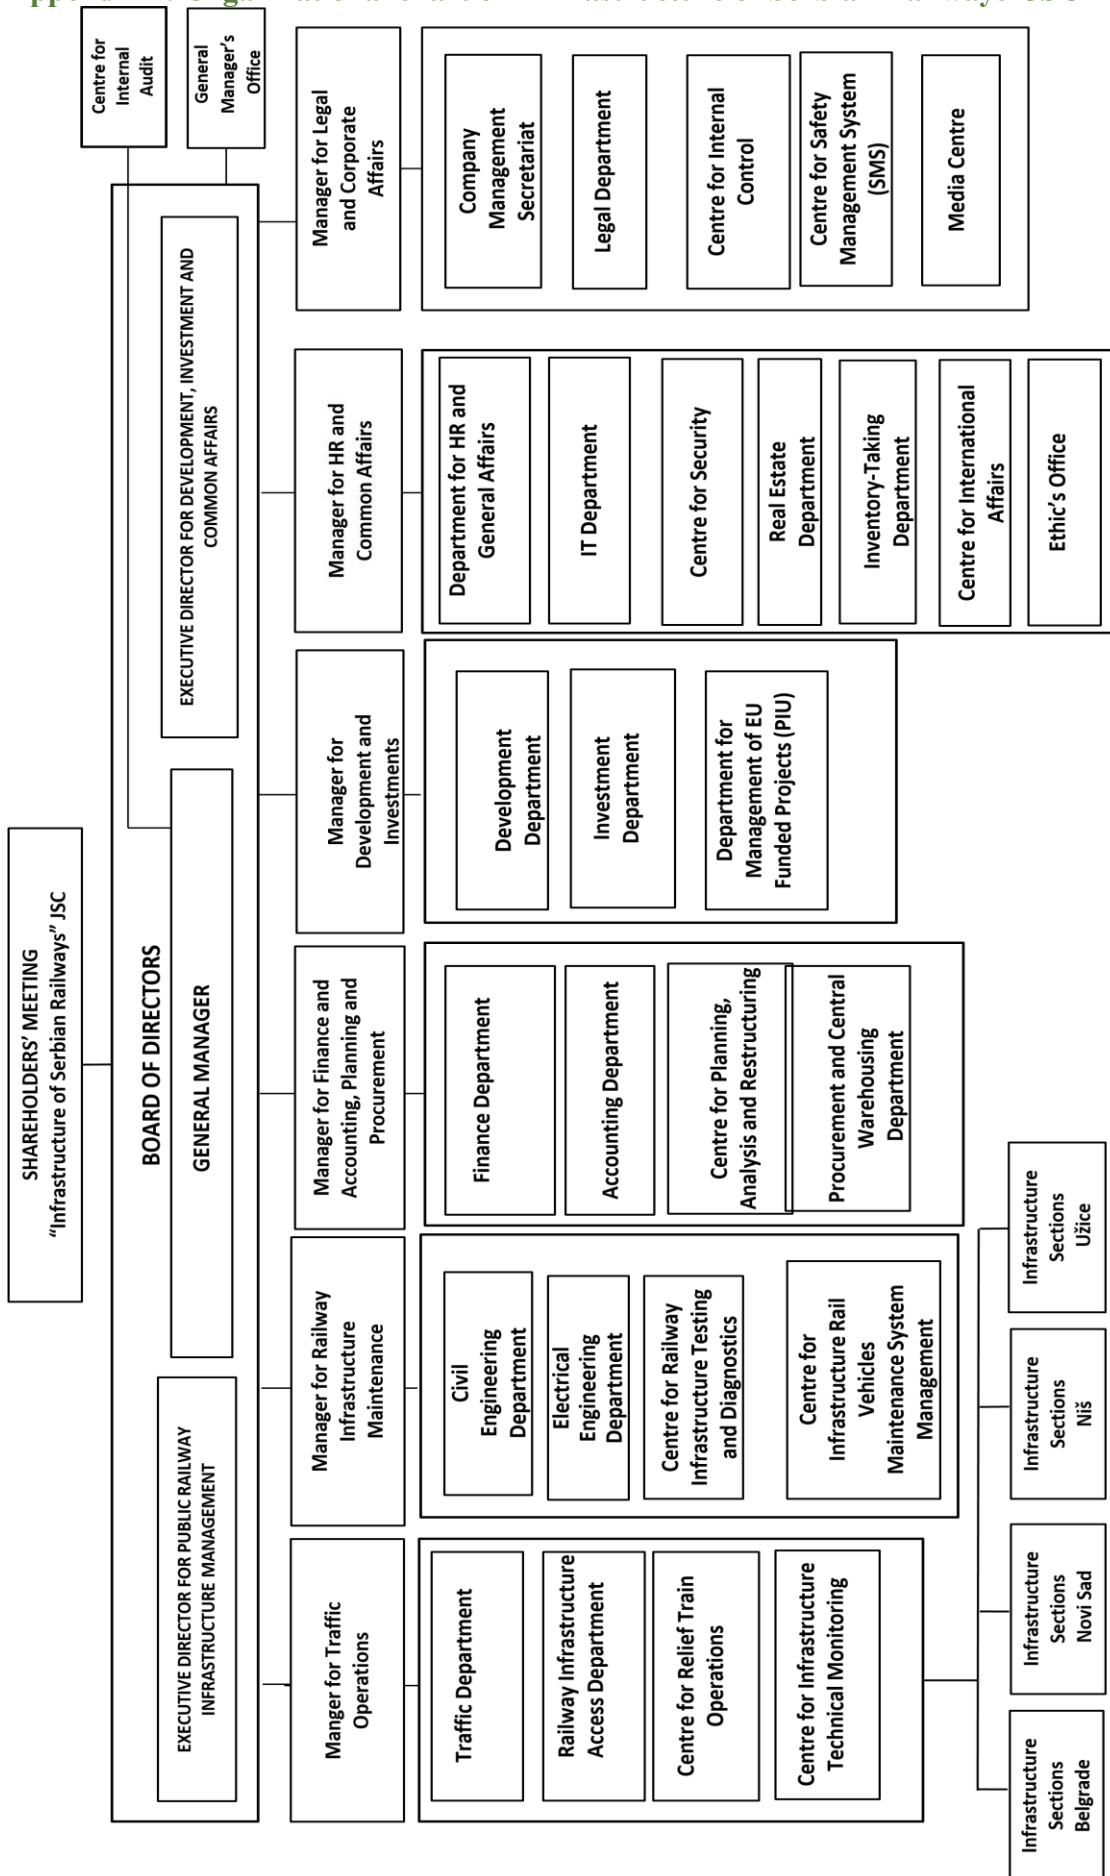 SHAREHOLDERS' MEETING
“Infrastructure of Serbian Railways” JSC
Centre for
Internal
Audit
General
Manager's
Office
BOARD OF DIRECTORS
EXECUTIVE DIRECTOR FOR PUBLIC RAILWAY
INFRASTRUCTURE MANAGEMENT
GENERAL MANAGER
EXECUTIVE DIRECTOR FOR DEVELOPMENT, INVESTMENT AND
COMMON AFFAIRS
Manger for Traffic
Operations
Traffic Department
Railway Infrastructure
Access Department
Centre for Relief Train
Operations
Centre for Infrastructure
Technical Monitoring
Manager for Railway
Infrastructure
Maintenance
Civil
Engineering
Department
Electrical
Engineering
Department
Centre for Railway
Infrastructure Testing
and Diagnostics
Centre for
Infrastructure Rail
Vehicles
Maintenance System
Management
Manager for Finance and
Accounting, Planning and
Procurement
Finance Department
Accounting Department
Centre for Planning,
Analysis and Restructuring
Procurement and Central
Warehousing
Department
Manager for
Development and
Investments
Development
Department
Investment
Department
Department for
Management of EU
Funded Projects (PIU)
Manager for HR and
Common Affairs
Department for HR and
General Affairs
IT Department
Centre for Security
Real Estate
Department
Inventory-Taking
Department
Centre for International
Affairs
Ethic's Office
Manager for Legal
and Corporate
Affairs
Company
Management
Secretariat
Legal Department
Centre for Internal
Control
Centre for Safety
Management System
(SMS)
Media Centre
Infrastructure
Sections
Belgrade
Infrastructure
Sections
Novi Sad
Infrastructure
Sections
Niš
Infrastructure
Sections
Užice